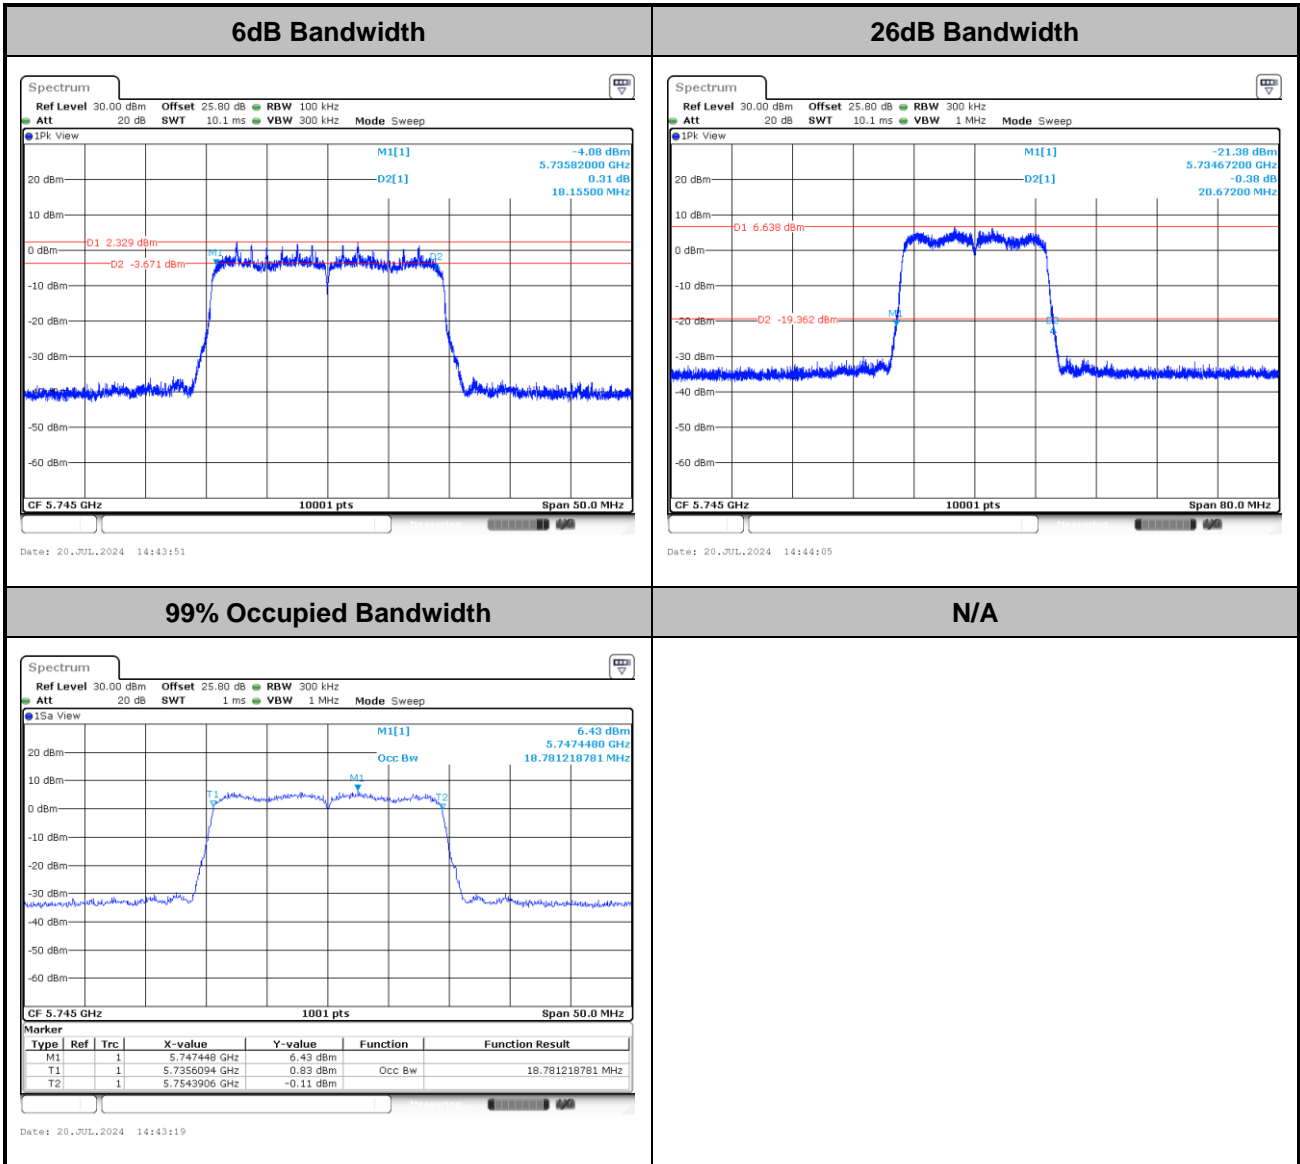 6dB Bandwidth
26dB Bandwidth
Spectrum
Ref Level 30.00 dBm Offset 25.80 dB RBW 100 kHz
Att 20 dB SWT 10.1 ms VBW 300 kHz Mode Sweep
1Pk View
M1[1] -4.08 dBm
5.73582000 GHz
D2[1] 0.31 dB
18.15500 MHz
20 dBm
10 dBm
D1 2.329 dBm
0 dBm
M1
D2
D2 -3.671 dBm
-10 dBm
-20 dBm
-30 dBm
-40 dBm
-50 dBm
-60 dBm
CF 5.745 GHz 10001 pts Span 50.0 MHz
Date: 20.JUL.2024 14:43:51
Spectrum
Ref Level 30.00 dBm Offset 25.80 dB RBW 300 kHz
Att 20 dB SWT 10.1 ms VBW 1 MHz Mode Sweep
1Pk View
M1[1] -21.38 dBm
5.73467200 GHz
D2[1] -0.38 dB
20.67200 MHz
20 dBm
10 dBm
D1 6.638 dBm
0 dBm
-10 dBm
M1
D2 -19.362 dBm
D2
-20 dBm
-30 dBm
-40 dBm
-50 dBm
-60 dBm
CF 5.745 GHz 10001 pts Span 80.0 MHz
Date: 20.JUL.2024 14:44:05
99% Occupied Bandwidth
N/A
Spectrum
Ref Level 30.00 dBm Offset 25.80 dB RBW 300 kHz
Att 20 dB SWT 1 ms VBW 1 MHz Mode Sweep
1Sa View
M1[1] 6.43 dBm
5.7474480 GHz
Occ Bw 18.781218781 MHz
20 dBm
10 dBm
M1
T1
T2
0 dBm
-10 dBm
-20 dBm
-30 dBm
-40 dBm
-50 dBm
-60 dBm
CF 5.745 GHz 1001 pts Span 50.0 MHz
Marker
Type Ref Trc X-value Y-value Function Function Result
M1 1 5.747448 GHz 6.43 dBm
T1 1 5.7356094 GHz 0.83 dBm Occ Bw 18.781218781 MHz
T2 1 5.7543906 GHz -0.11 dBm
Date: 20.JUL.2024 14:43:19